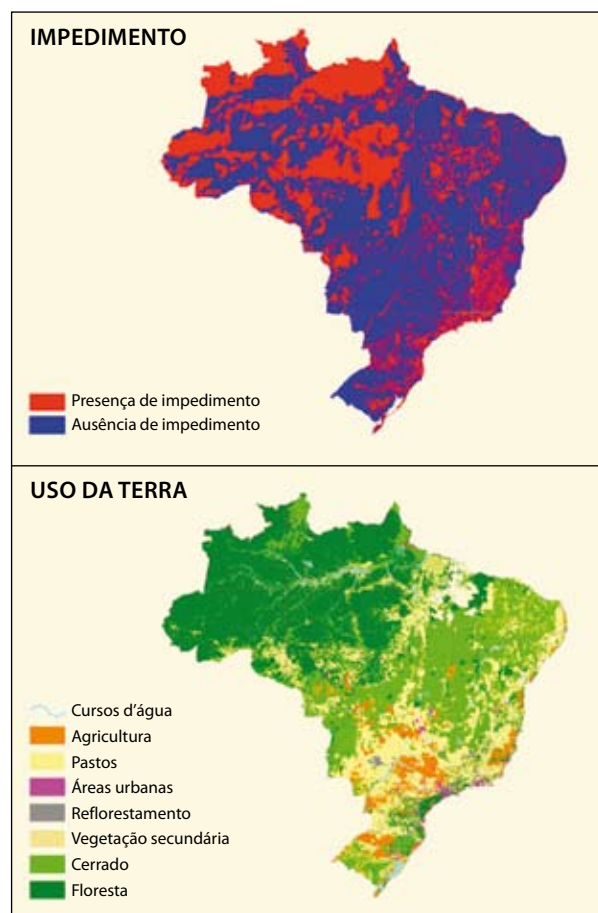 IMPEDIMENTO
Presença de impedimento
Ausência de impedimento
USO DA TERRA
Cursos d'água
Agricultura
Pastos
Áreas urbanas
Reflorestamento
Vegetação secundária
Cerrado
Floresta